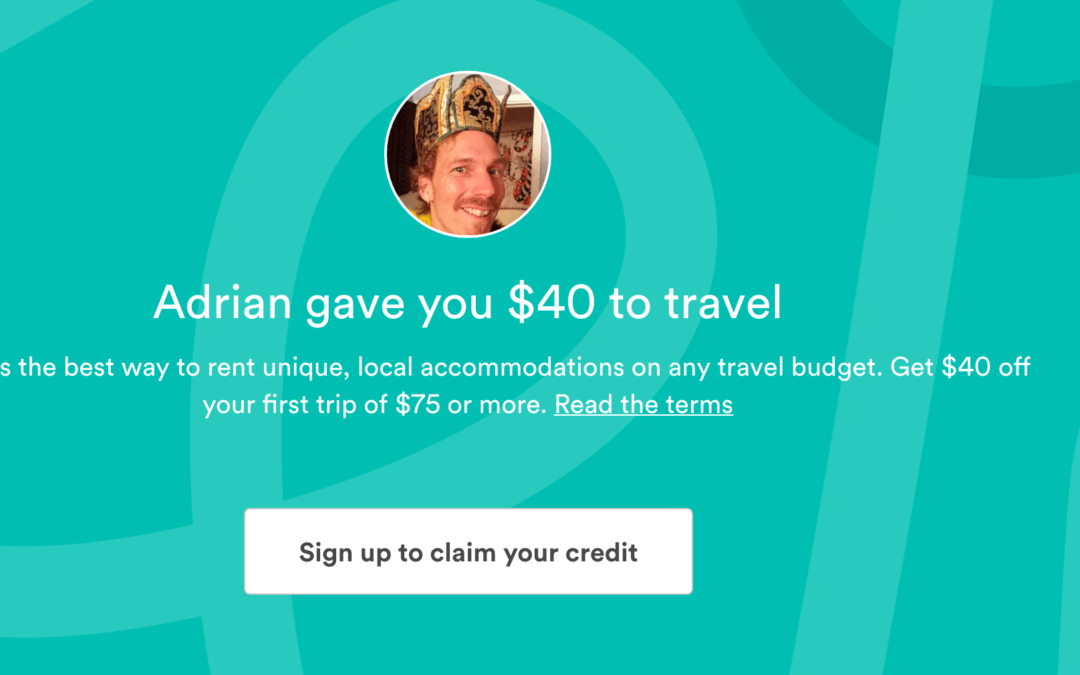 Adrian gave you $40 to travel
s the best way to rent unique, local accommodations on any travel budget. Get $40 off
your first trip of $75 or more. Read the terms
Sign up to claim your credit